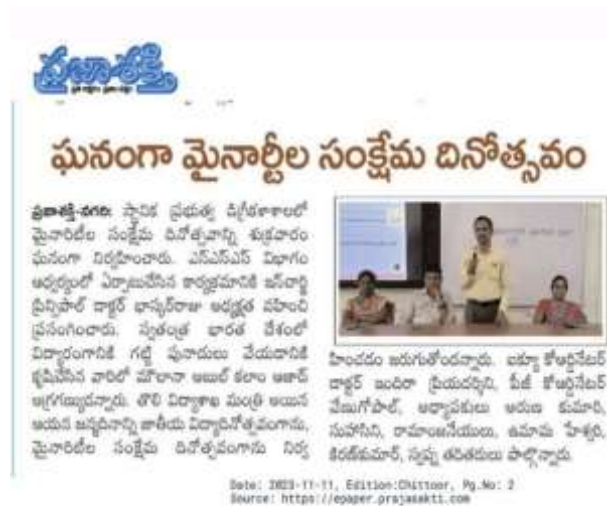 ప్రజాశక్తి
ఘనంగా మైనార్టీల సంక్షేమ దినోత్సవం
ప్రజాశక్తి-నగరి: స్థానిక ప్రభుత్వ డిగ్రీకళాశాలలో
మైనారిటీల సంక్షేమ దినోత్సవాన్ని శుక్రవారం
ఘనంగా నిర్వహించారు. ఎన్ఎస్ఎస్ విభాగం
ఆధ్వర్యంలో ఏర్పాటుచేసిన కార్యక్రమానికి ఇన్‌చార్జి
ప్రిన్సిపాల్ డాక్టర్ భాస్కర్‌రాజు అధ్యక్షత వహించి
ప్రసంగించారు. స్వతంత్ర భారత దేశంలో
విద్యారంగానికి గట్టి పునాదులు వేయడానికి
కృషిచేసిన వారిలో మౌలానా అబుల్ కలాం ఆజాద్
అగ్రగణ్యుదన్నారు. తొలి విద్యాశాఖ మంత్రి అయిన
ఆయన జన్మదినాన్ని జాతీయ విద్యాదినోత్సవంగాను,
మైనారిటీల సంక్షేమ దినోత్సవంగాను నిర్వ
హించడం జరుగుతోందన్నారు. ఐక్యూ కోఆర్డినేటర్
డాక్టర్ ఇందిరా ప్రియదర్శిని, పీజీ కోఆర్డినేటర్
వేణుగోపాల్, అధ్యాపకులు అరుణ కుమారి,
సుహాసిని, రామాంజనేయులు, ఉమామ హేశ్వరి,
కిరణ్‌కుమార్, స్వప్న తదితరులు పాల్గొన్నారు.
Date: 2023-11-11, Edition:Chittoor, Pg.No: 2
Source: https://epaper.prajasakti.com